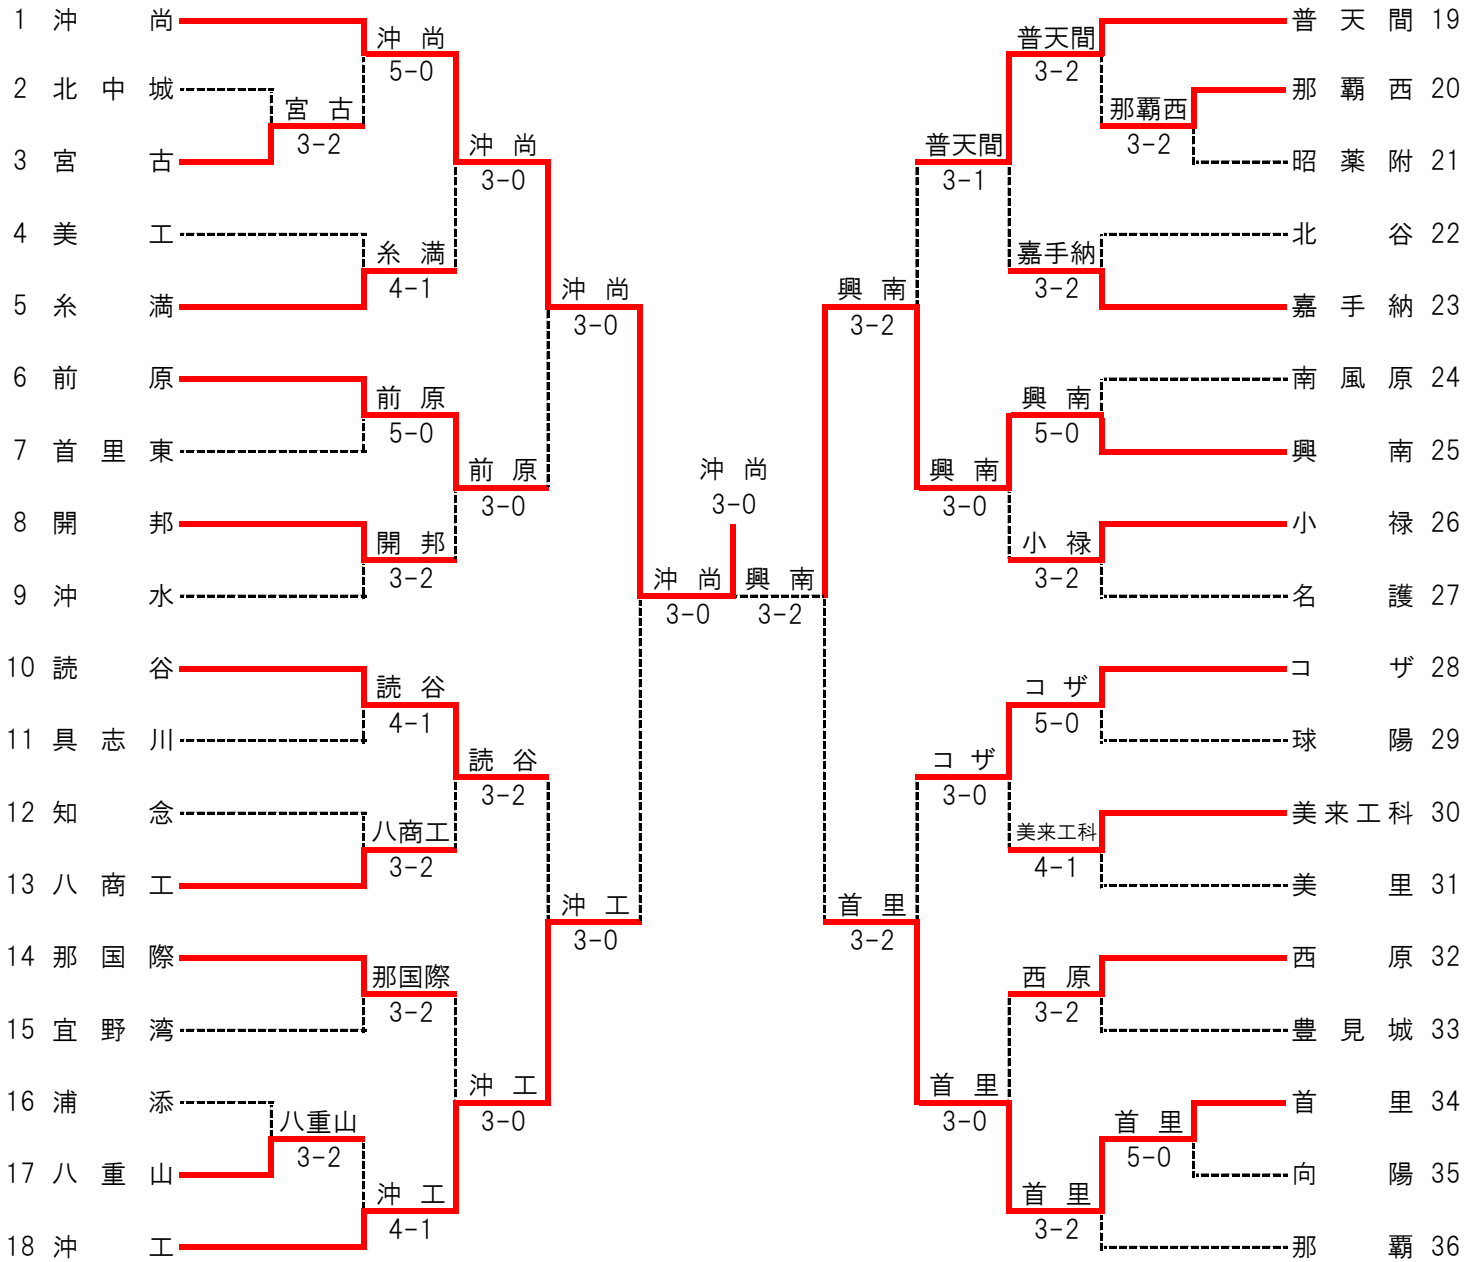 1 沖尚
2 北中城
3 宮古
4 美工
5 糸満
6 前原
7 首里東
8 開邦
9 沖水
10 読谷
11 具志川
12 知念
13 八商工
14 那国際
15 宜野湾
16 浦添
17 八重山
18 沖工
宮古
3-2
八重山
3-2
沖尚
5-0
糸満
4-1
前原
5-0
開邦
3-2
読谷
4-1
八商工
3-2
那国際
3-2
沖工
4-1
沖尚
3-0
前原
3-0
読谷
3-2
沖工
3-0
沖尚
3-0
沖工
3-0
沖尚
3-0
沖尚
3-0
興南
3-2
興南
3-2
首里
3-2
普天間
3-1
興南
3-0
コザ
3-0
首里
3-0
普天間
3-2
嘉手納
3-2
興南
5-0
小禄
3-2
コザ
5-0
美来工科
4-1
西原
3-2
首里
3-2
那覇西
3-2
首里
5-0
普天間 19
那覇西 20
昭薬附 21
北谷 22
嘉手納 23
南風原 24
興南 25
小禄 26
名護 27
コザ 28
球陽 29
美来工科 30
美里 31
西原 32
豊見城 33
首里 34
向陽 35
那覇 36